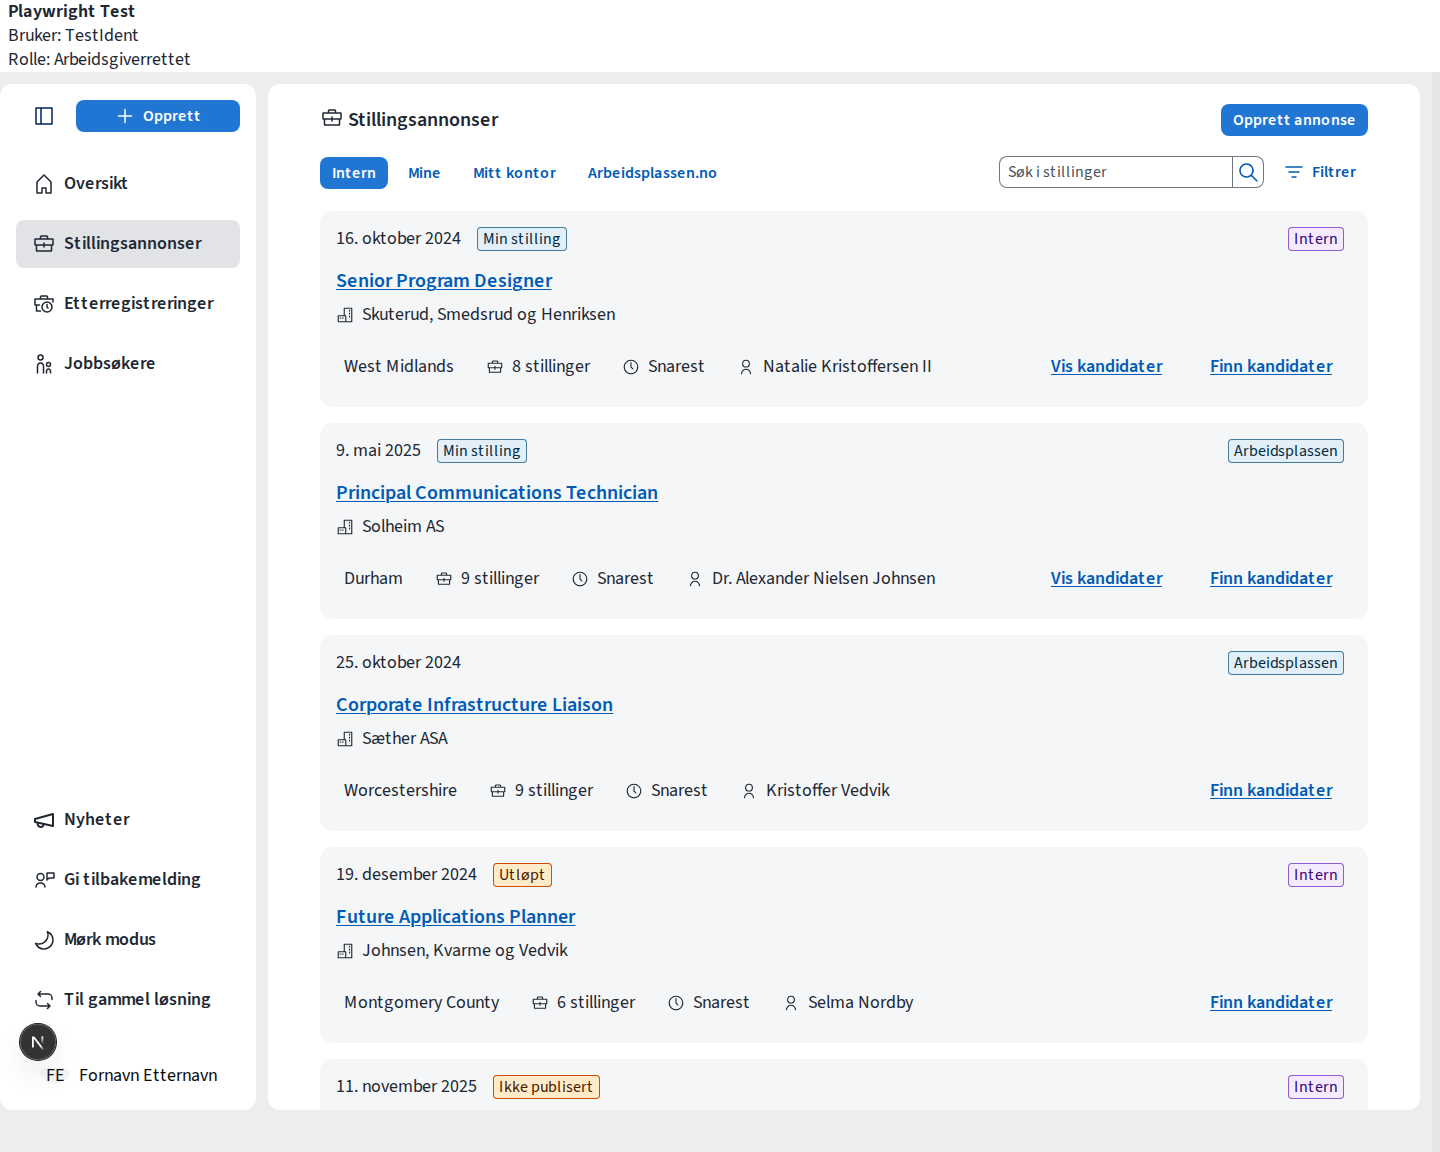 Playwright Test
Bruker: TestIdent
Rolle: Arbeidsgiverrettet
Opprett
Oversikt
Stillingsannonser
Etterregistreringer
Jobbsøkere
Nyheter
Gi tilbakemelding
Mørk modus
Til gammel løsning
N
FE Fornavn Etternavn
Stillingsannonser
Opprett annonse
Intern Mine Mitt kontor Arbeidsplassen.no
Søk i stillinger
Filtrer
16. oktober 2024 Min stilling Intern
Senior Program Designer
Skuterud, Smedsrud og Henriksen
West Midlands 8 stillinger Snarest Natalie Kristoffersen II Vis kandidater Finn kandidater
9. mai 2025 Min stilling Arbeidsplassen
Principal Communications Technician
Solheim AS
Durham 9 stillinger Snarest Dr. Alexander Nielsen Johnsen Vis kandidater Finn kandidater
25. oktober 2024 Arbeidsplassen
Corporate Infrastructure Liaison
Sæther ASA
Worcestershire 9 stillinger Snarest Kristoffer Vedvik Finn kandidater
19. desember 2024 Utløpt Intern
Future Applications Planner
Johnsen, Kvarme og Vedvik
Montgomery County 6 stillinger Snarest Selma Nordby Finn kandidater
11. november 2025 Ikke publisert Intern